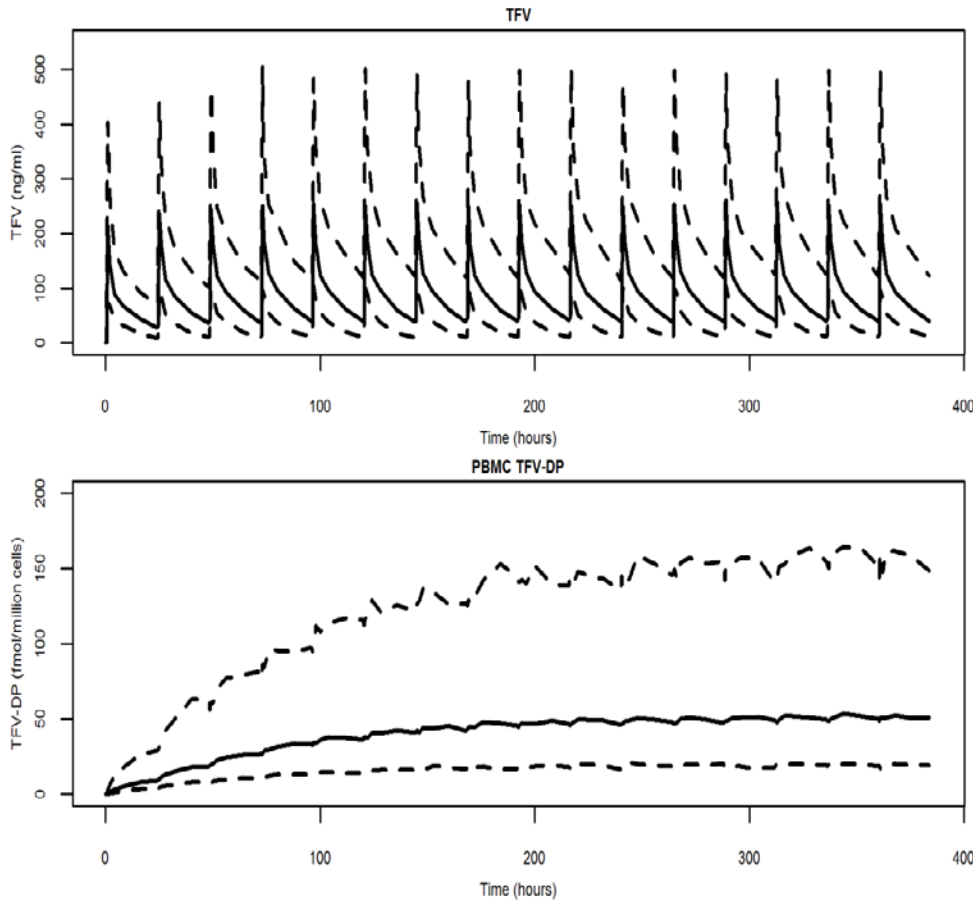 TFV
TFV (ng/ml)
500
400
300
200
100
0
0 100 200 300 400
Time (hours)
PBMC TFV-DP
TFV-DP (fmol/million cells)
200
150
100
50
0
0 100 200 300 400
Time (hours)